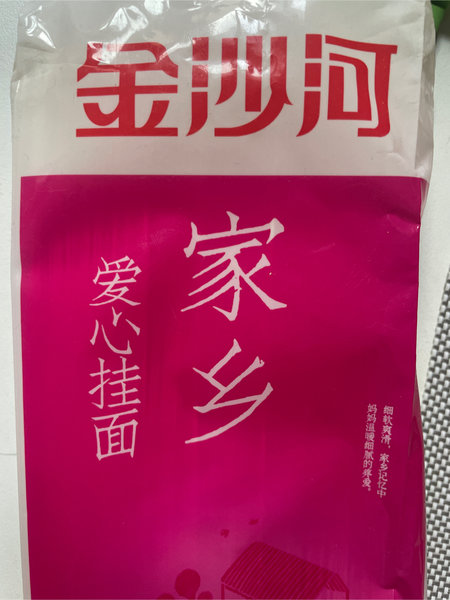 金沙河
家乡
爱心挂面
细软爽清，家乡记忆中
妈妈温暖细腻的疼爱。